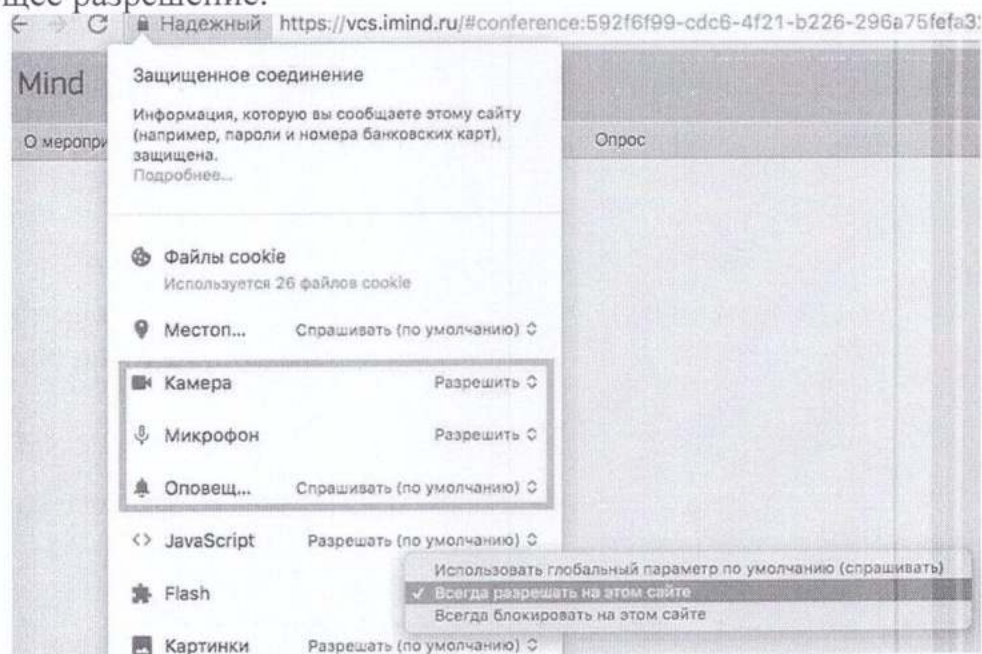 щее разрешение.
Надежный https://vcs.imind.ru/#conference:592f6f99-cdc6-4f21-b226-296a75fefa3
Mind
Защищенное соединение
Информация, которую вы сообщаете этому сайту
(например, пароли и номера банковских карт),
защищена.
Подробнее...
О меропри
Опрос
Файлы cookie
Используется 26 файлов cookie
Местоп... Спрашивать (по умолчанию)
Камера Разрешить
Микрофон Разрешить
Оповещ... Спрашивать (по умолчанию)
JavaScript Разрешать (по умолчанию)
Flash
Использовать глобальный параметр по умолчанию (спрашивать)
✓ Всегда разрешать на этом сайте
Всегда блокировать на этом сайте
Картинки Разрешать (по умолчанию)